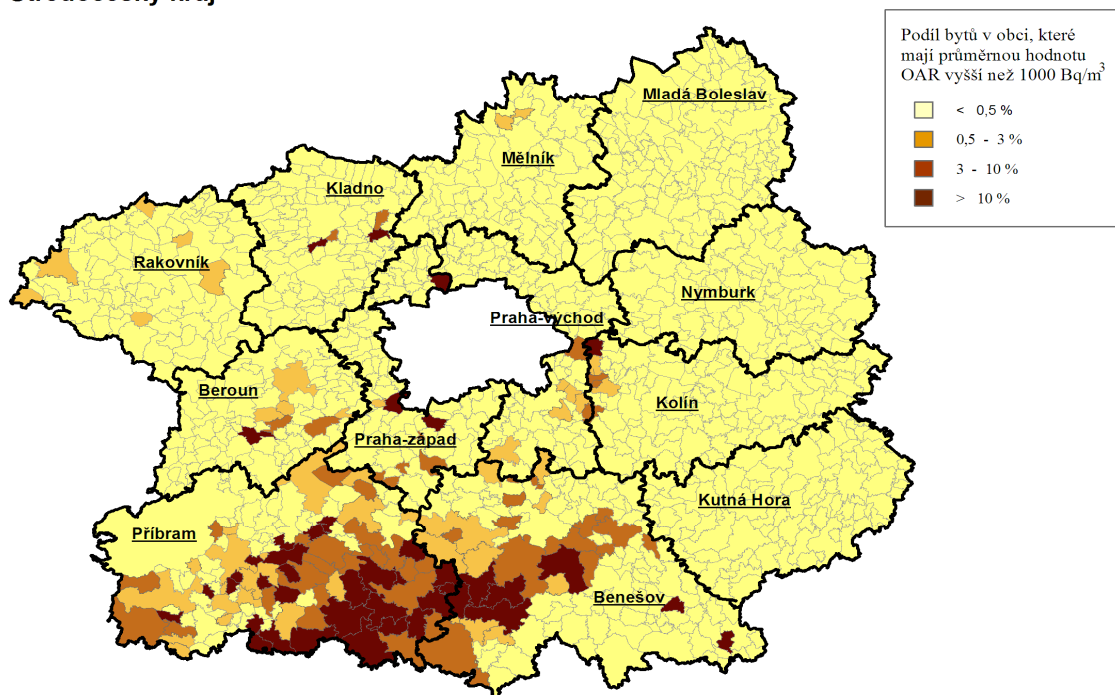 Podíl bytů v obci, které
mají průměrnou hodnotu
OAR vyšší než 1000 Bq/m³
< 0,5 %
0,5 - 3 %
3 - 10 %
> 10 %
Mladá Boleslav
Mělník
Kladno
Rakovník
Nymburk
Praha-východ
Beroun
Kolín
Praha-západ
Kutná Hora
Příbram
Benešov